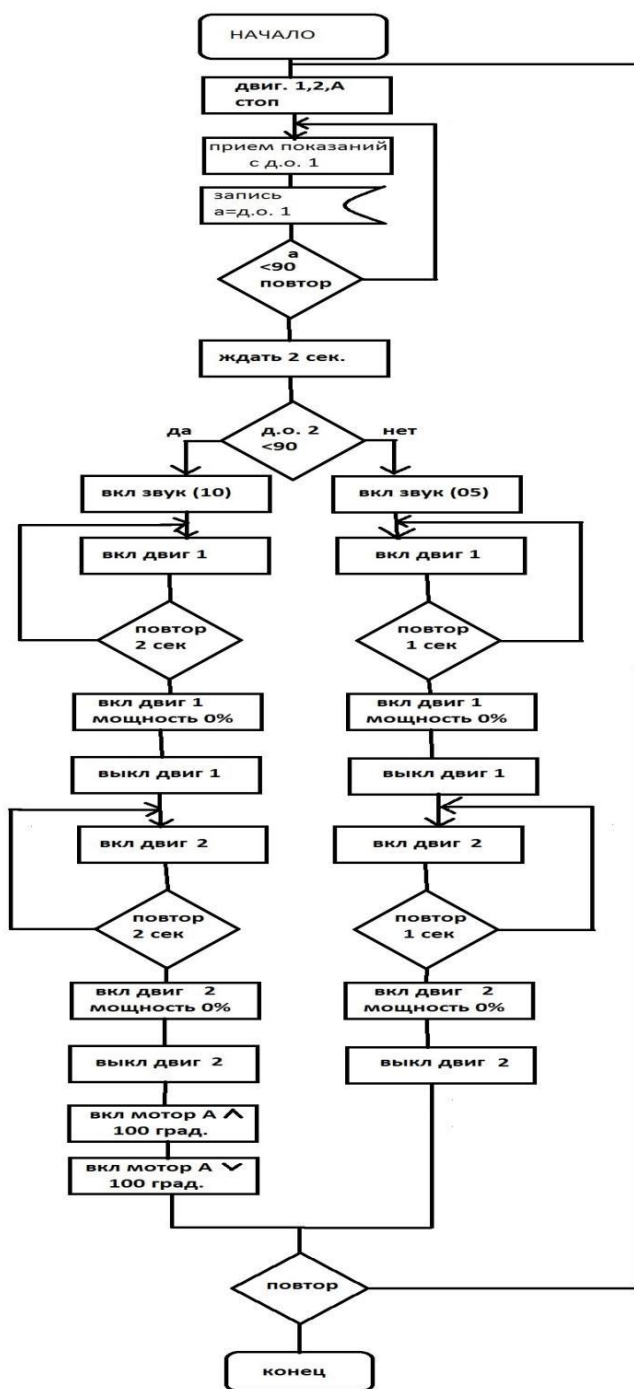 НАЧАЛО
двиг. 1,2,А
стоп
прием показаний
с д.о. 1
запись
а=д.о. 1
а
<90
повтор
ждать 2 сек.
да
д.о. 2
<90
нет
вкл звук (10)
вкл звук (05)
вкл двиг 1
вкл двиг 1
повтор
2 сек
повтор
1 сек
вкл двиг 1
мощность 0%
вкл двиг 1
мощность 0%
выкл двиг 1
выкл двиг 1
вкл двиг 2
вкл двиг 2
повтор
2 сек
повтор
1 сек
вкл двиг 2
мощность 0%
вкл двиг 2
мощность 0%
выкл двиг 2
выкл двиг 2
вкл мотор А
100 град.
вкл мотор А
100 град.
повтор
конец